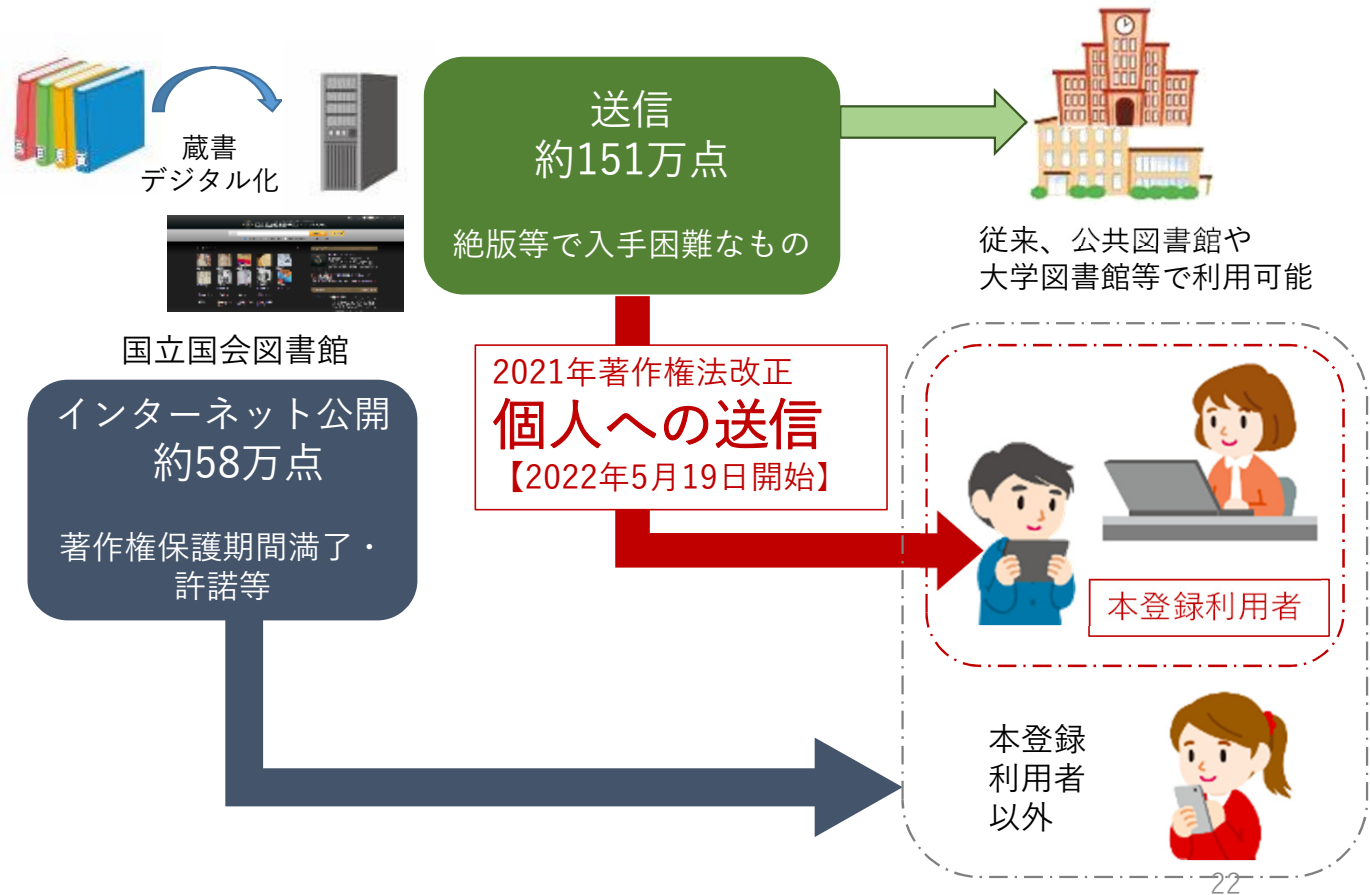 蔵書
デジタル化
国立国会図書館
送信
約151万点
絶版等で入手困難なもの
従来、公共図書館や
大学図書館等で利用可能
インターネット公開
約58万点
著作権保護期間満了・
許諾等
2021年著作権法改正
個人への送信
【2022年5月19日開始】
本登録利用者
本登録
利用者
以外
22